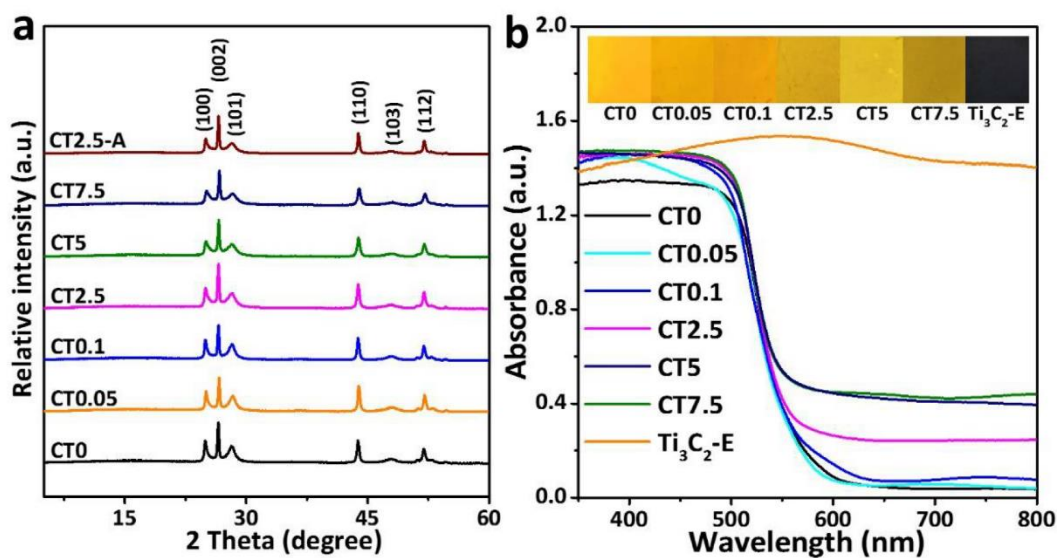 a
Relative intensity (a.u.)
(100)
(002)
(101)
(110)
(103)
(112)
CT2.5-A
CT7.5
CT5
CT2.5
CT0.1
CT0.05
CT0
15
30
45
60
2 Theta (degree)
b
Absorbance (a.u.)
2.0
1.6
1.2
0.8
0.4
0.0
CT0 CT0.05 CT0.1 CT2.5 CT5 CT7.5 Ti₃C₂-E
CT0
CT0.05
CT0.1
CT2.5
CT5
CT7.5
Ti₃C₂-E
400
500
600
700
800
Wavelength (nm)